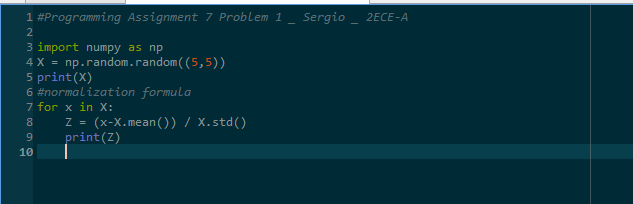 1 #Programming Assignment 7 Problem 1 _ Sergio _ 2ECE-A
2
3 import numpy as np
4 X = np.random.random((5,5))
5 print(X)
6 #normalization formula
7 for x in X:
8     Z = (x-X.mean()) / X.std()
9     print(Z)
10